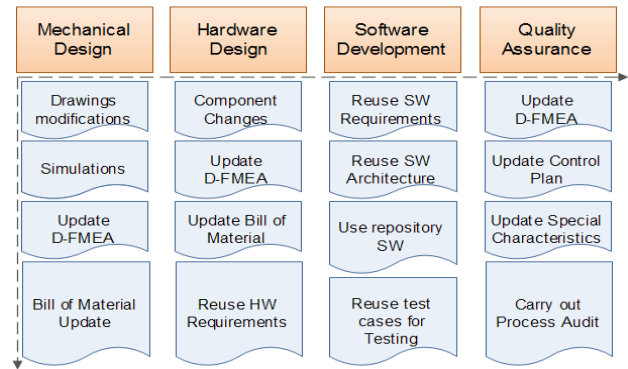 Mechanical
Design
Hardware
Design
Software
Development
Quality
Assurance
Drawings
modifications
Component
Changes
Reuse SW
Requirements
Update
D-FMEA
Simulations
Update
D-FMEA
Reuse SW
Architecture
Update Control
Plan
Update
D-FMEA
Update Bill of
Material
Use repository
SW
Update Special
Characteristics
Bill of Material
Update
Reuse HW
Requirements
Reuse test
cases for
Testing
Carry out
Process Audit